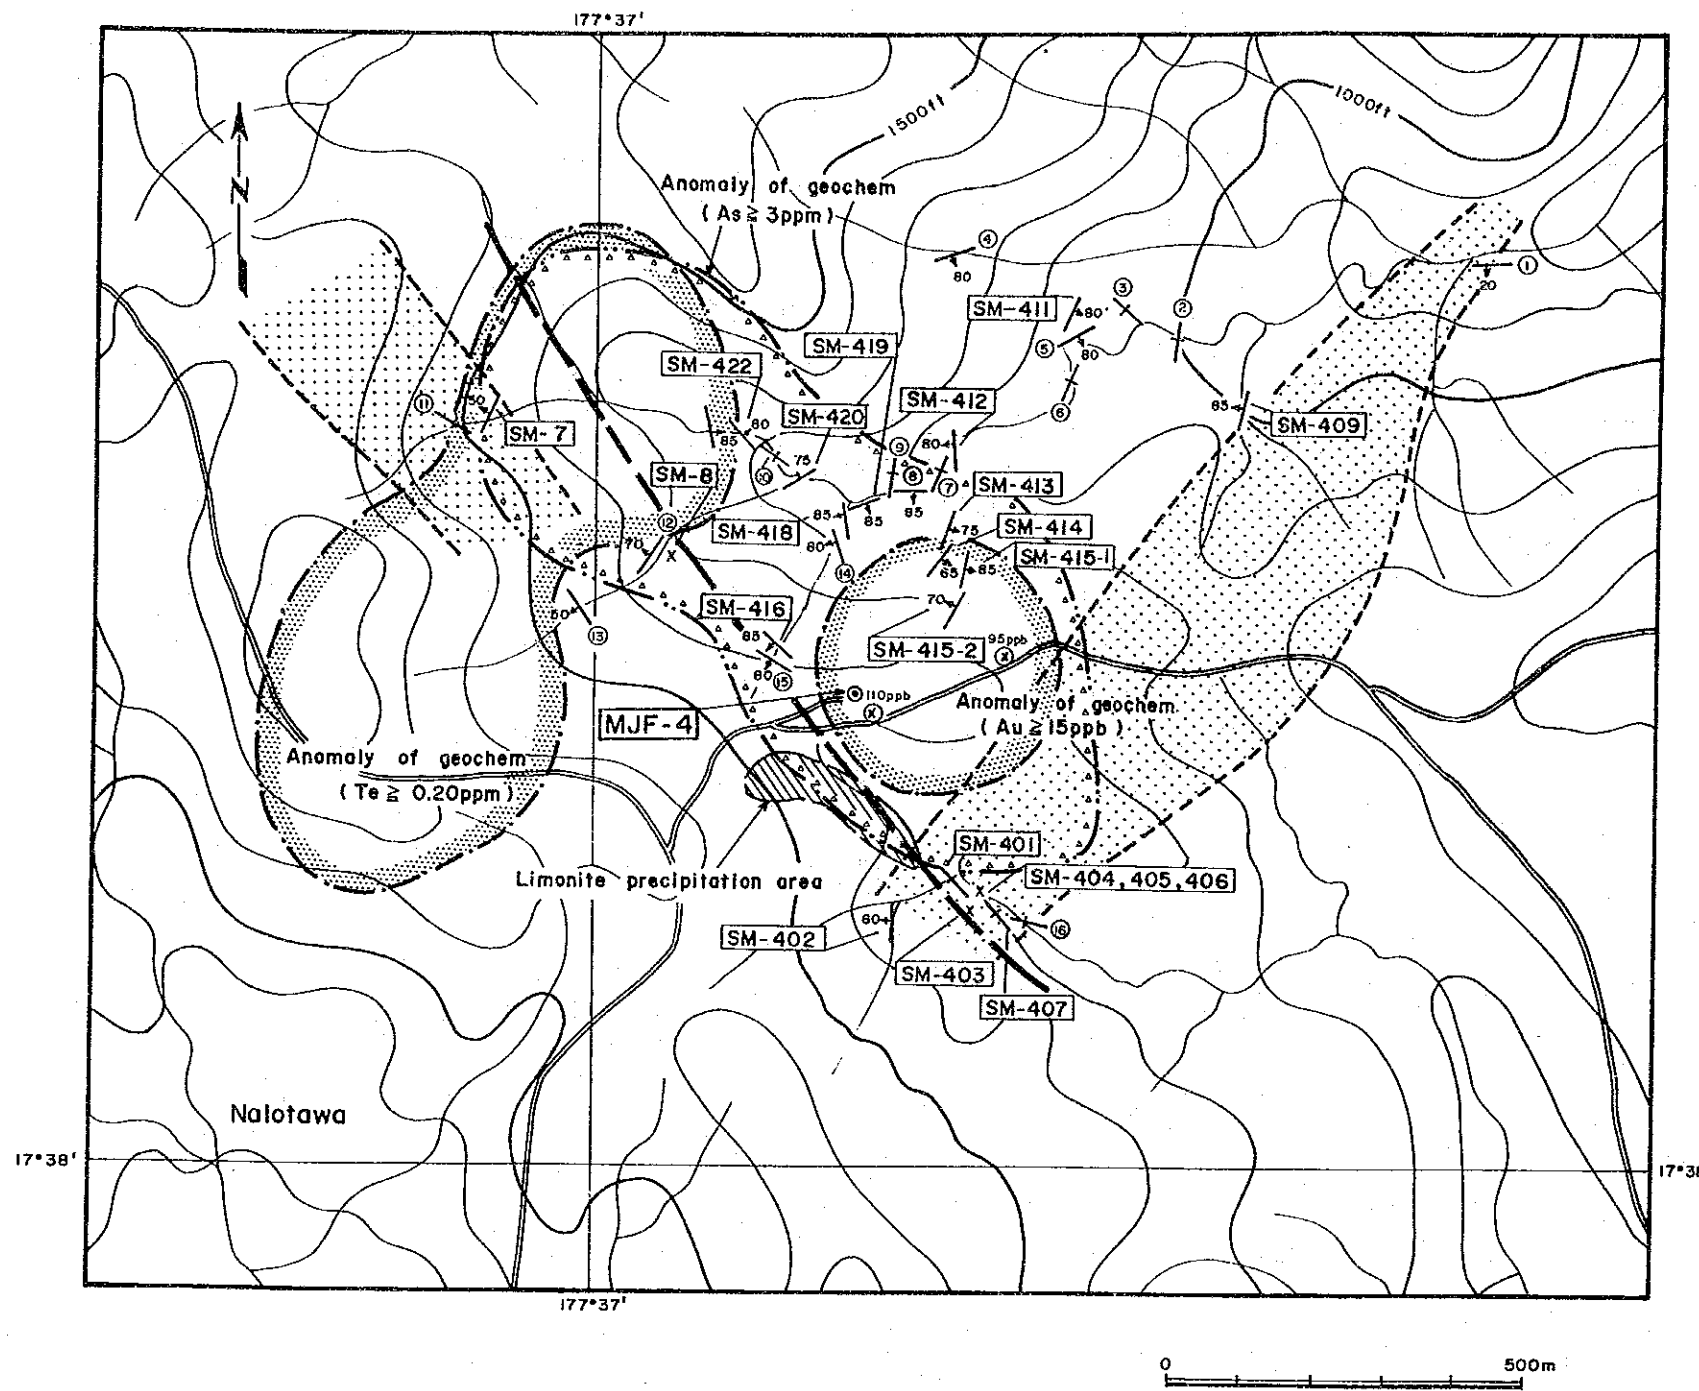 177°37'
1500ft
1000ft
N
Anomaly of geochem
( As ≧ 3ppm )
④
80
①
20
③
②
SM-411
80
⑤
80
SM-419
SM-422
⑥
50
⑪
SM-7
SM-420
SM-412
85
SM-409
80
85
⑨
80
75
⑩
⑧
⑦
SM-8
SM-413
⑫
SM-418
85
85
85
75
SM-414
70
80
⑭
65
85
SM-415-1
SM-416
70
50
⑬
85
SM-415-2
95ppb
80
⑮
110ppb
MJF-4
Anomaly of geochem
( Au ≧ 15ppb )
Anomaly of geochem
( Te ≧ 0.20ppm )
SM-401
Limonite precipitation area
SM-404, 405, 406
60
⑯
SM-402
SM-403
SM-407
Nalotawa
17°38'
17°38
177°37'
0 500m